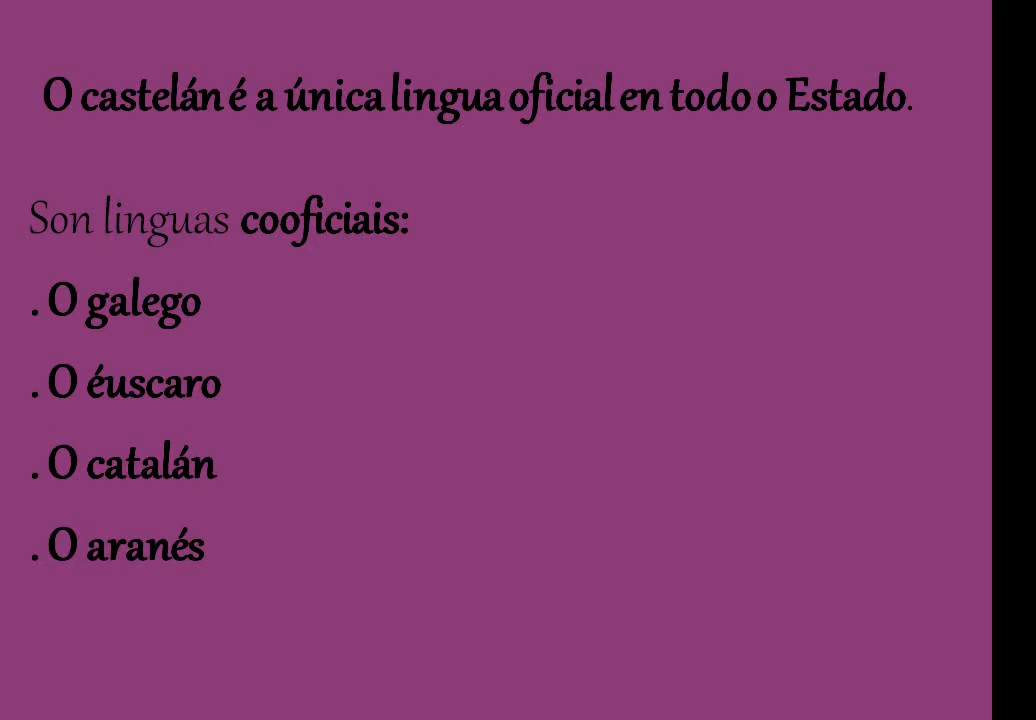 O castelán é a única lingua oficial en todo o Estado.
Son linguas cooficiais:
. O galego
. O éuscaro
. O catalán
. O aranés